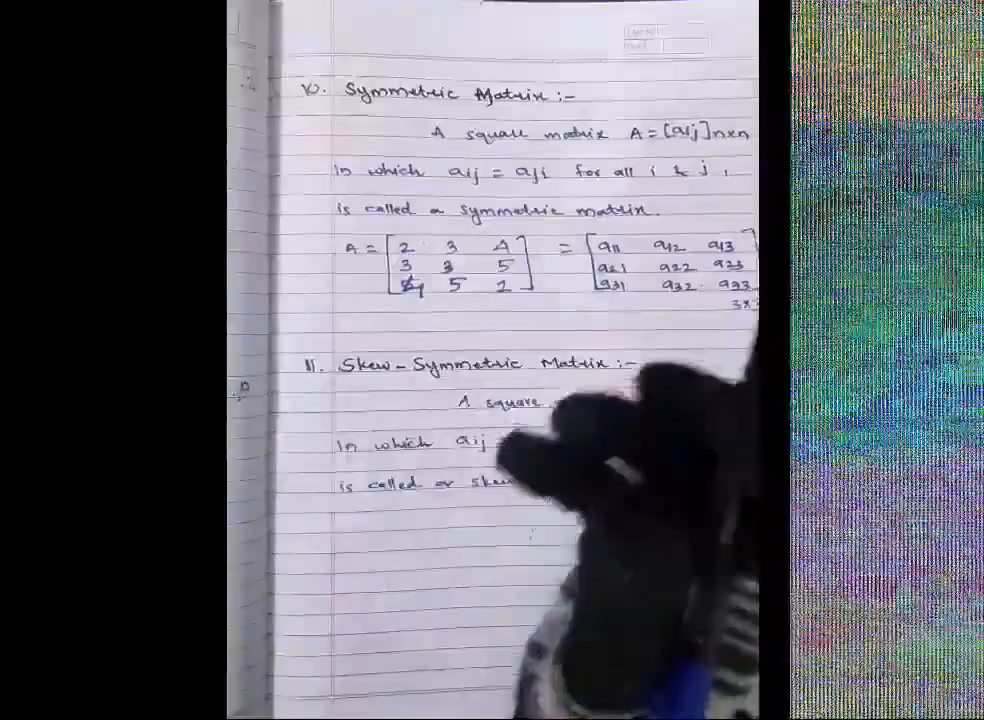 10. Symmetric Matrix :-
A square matrix A = [aij]n×n
In which aij = aji for all i & j,
is called a symmetric matrix.
A = [2 3 4 = [a11 a12 a13
3 3 5 a21 a22 a23
4 5 2] a31 a32 a33
3×3
11. Skew-Symmetric Matrix :-
A square
In which aij
is called a skew